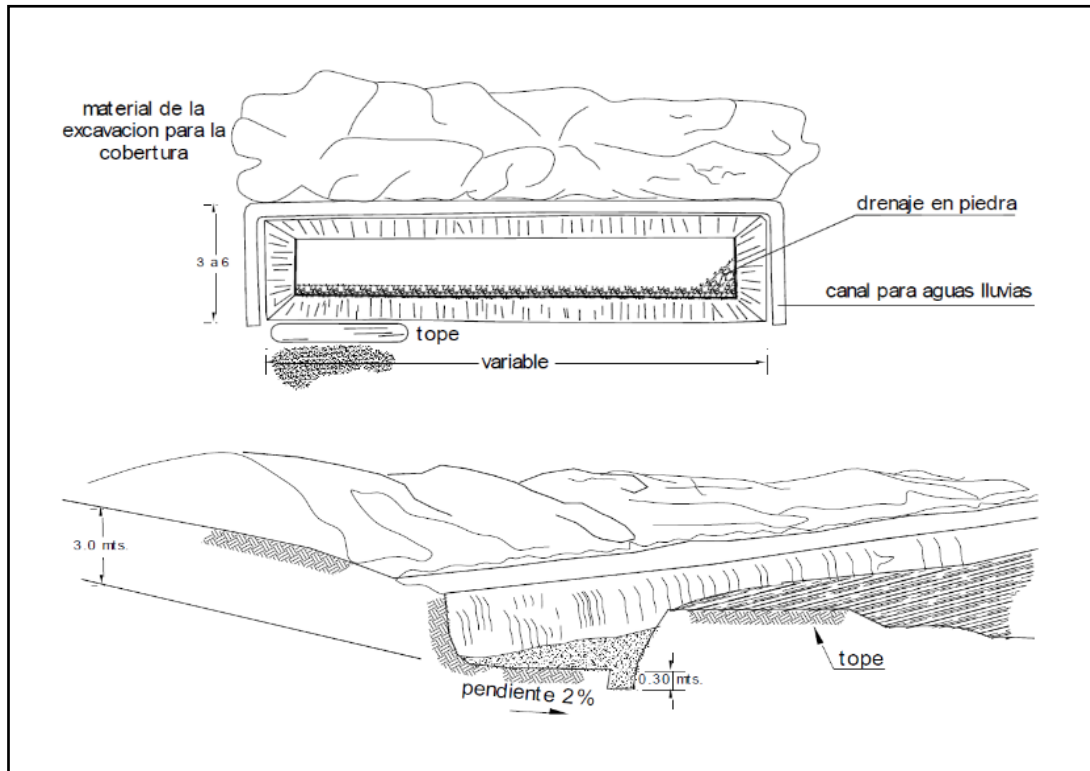 material de la
excavacion para la
cobertura
drenaje en piedra
3 a 6
canal para aguas lluvias
tope
variable
3.0 mts.
tope
0.30 mts.
pendiente 2%